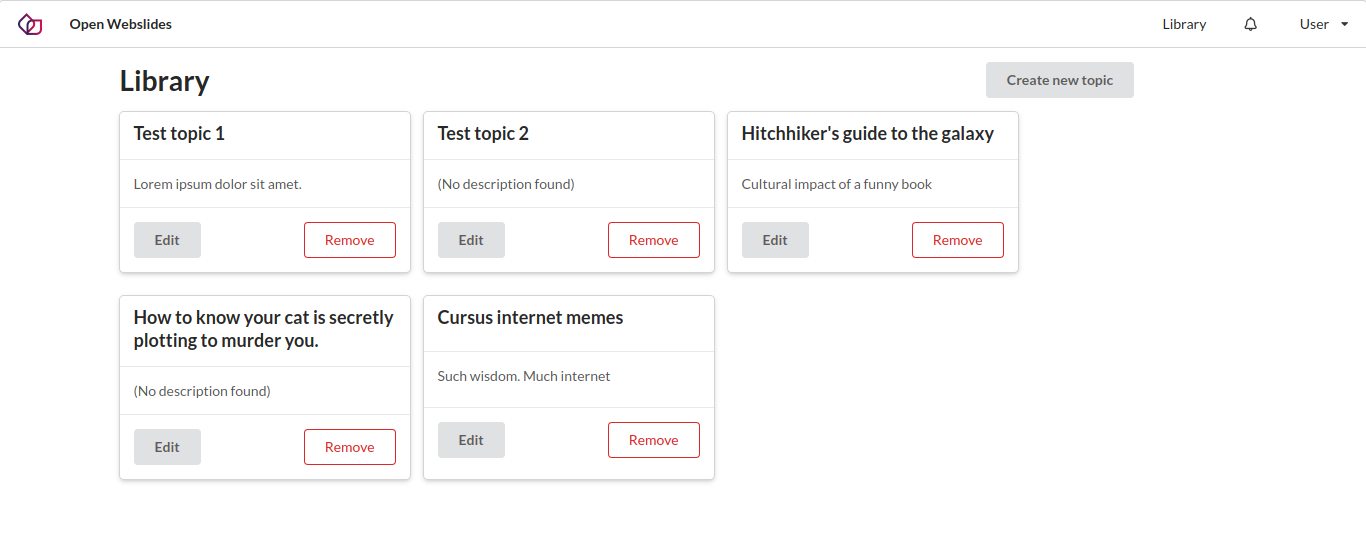 Open Webslides
Library
User
Library
Create new topic
Test topic 1
Lorem ipsum dolor sit amet.
Edit
Remove
Test topic 2
(No description found)
Edit
Remove
Hitchhiker's guide to the galaxy
Cultural impact of a funny book
Edit
Remove
How to know your cat is secretly
plotting to murder you.
(No description found)
Edit
Remove
Cursus internet memes
Such wisdom. Much internet
Edit
Remove